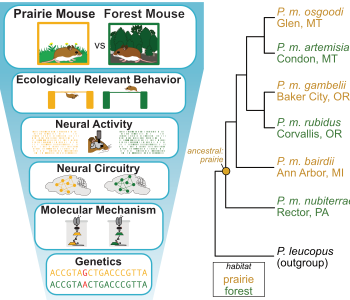 Prairie Mouse
vs
Forest Mouse
Ecologically Relevant Behavior
Neural Activity
Neural Circuitry
Molecular Mechanism
Genetics
ACCGTAGCTGACCCGTTA
ACCGTAACTGACCCGTTA
P. m. osgoodi
Glen, MT
P. m. artemisia
Condon, MT
P. m. gambelii
Baker City, OR
P. m. rubidus
Corvallis, OR
ancestral:
prairie
P. m. bairdii
Ann Arbor, MI
P. m. nubiterrae
Rector, PA
P. leucopus
(outgroup)
habitat
prairie
forest